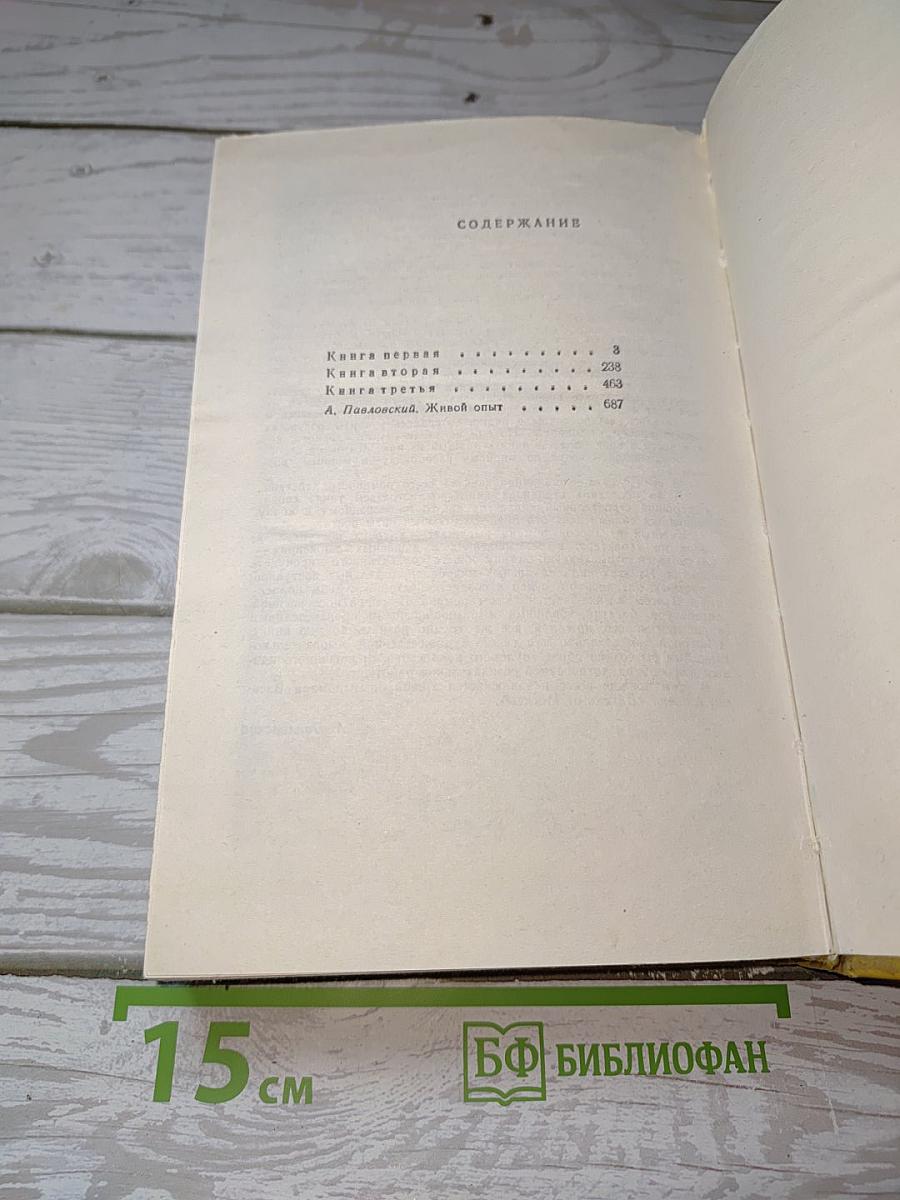 СОДЕРЖАНИЕ
Книга первая . . . . . . . . . 3
Книга вторая . . . . . . . . . 238
Книга третья . . . . . . . . . 463
А. Павловский. Живой опыт . . . . . 687
15 см
БФ БИБЛИОФАН